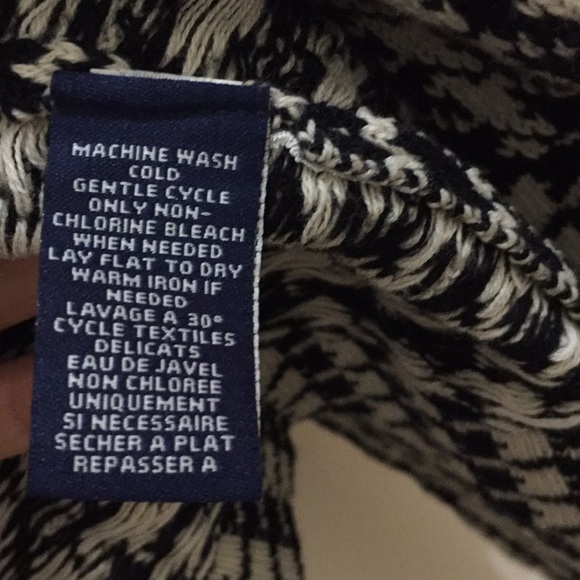 MACHINE WASH
COLD
GENTLE CYCLE
ONLY NON-
CHLORINE BLEACH
WHEN NEEDED
LAY FLAT TO DRY
WARM IRON IF
NEEDED
LAVAGE A 30°
CYCLE TEXTILES
DELICATS
EAU DE JAVEL
NON CHLOREE
UNIQUEMENT
SI NECESSAIRE
SECHER A PLAT
REPASSER A